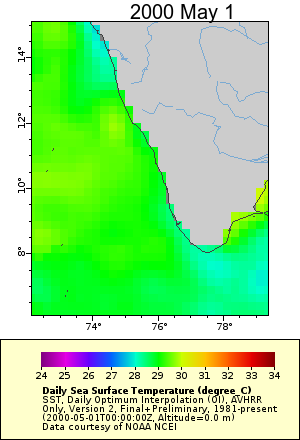 2000 May 1
14°
12°
10°
8°
74° 76° 78°
24 25 26 27 28 29 30 31 32 33 34
Daily Sea Surface Temperature (degree_C)
SST, Daily Optimum Interpolation (OI), AVHRR
Only, Version 2, Final+Preliminary, 1981-present
(2000-05-01T00:00:00Z, Altitude=0.0 m)
Data courtesy of NOAA NCEI